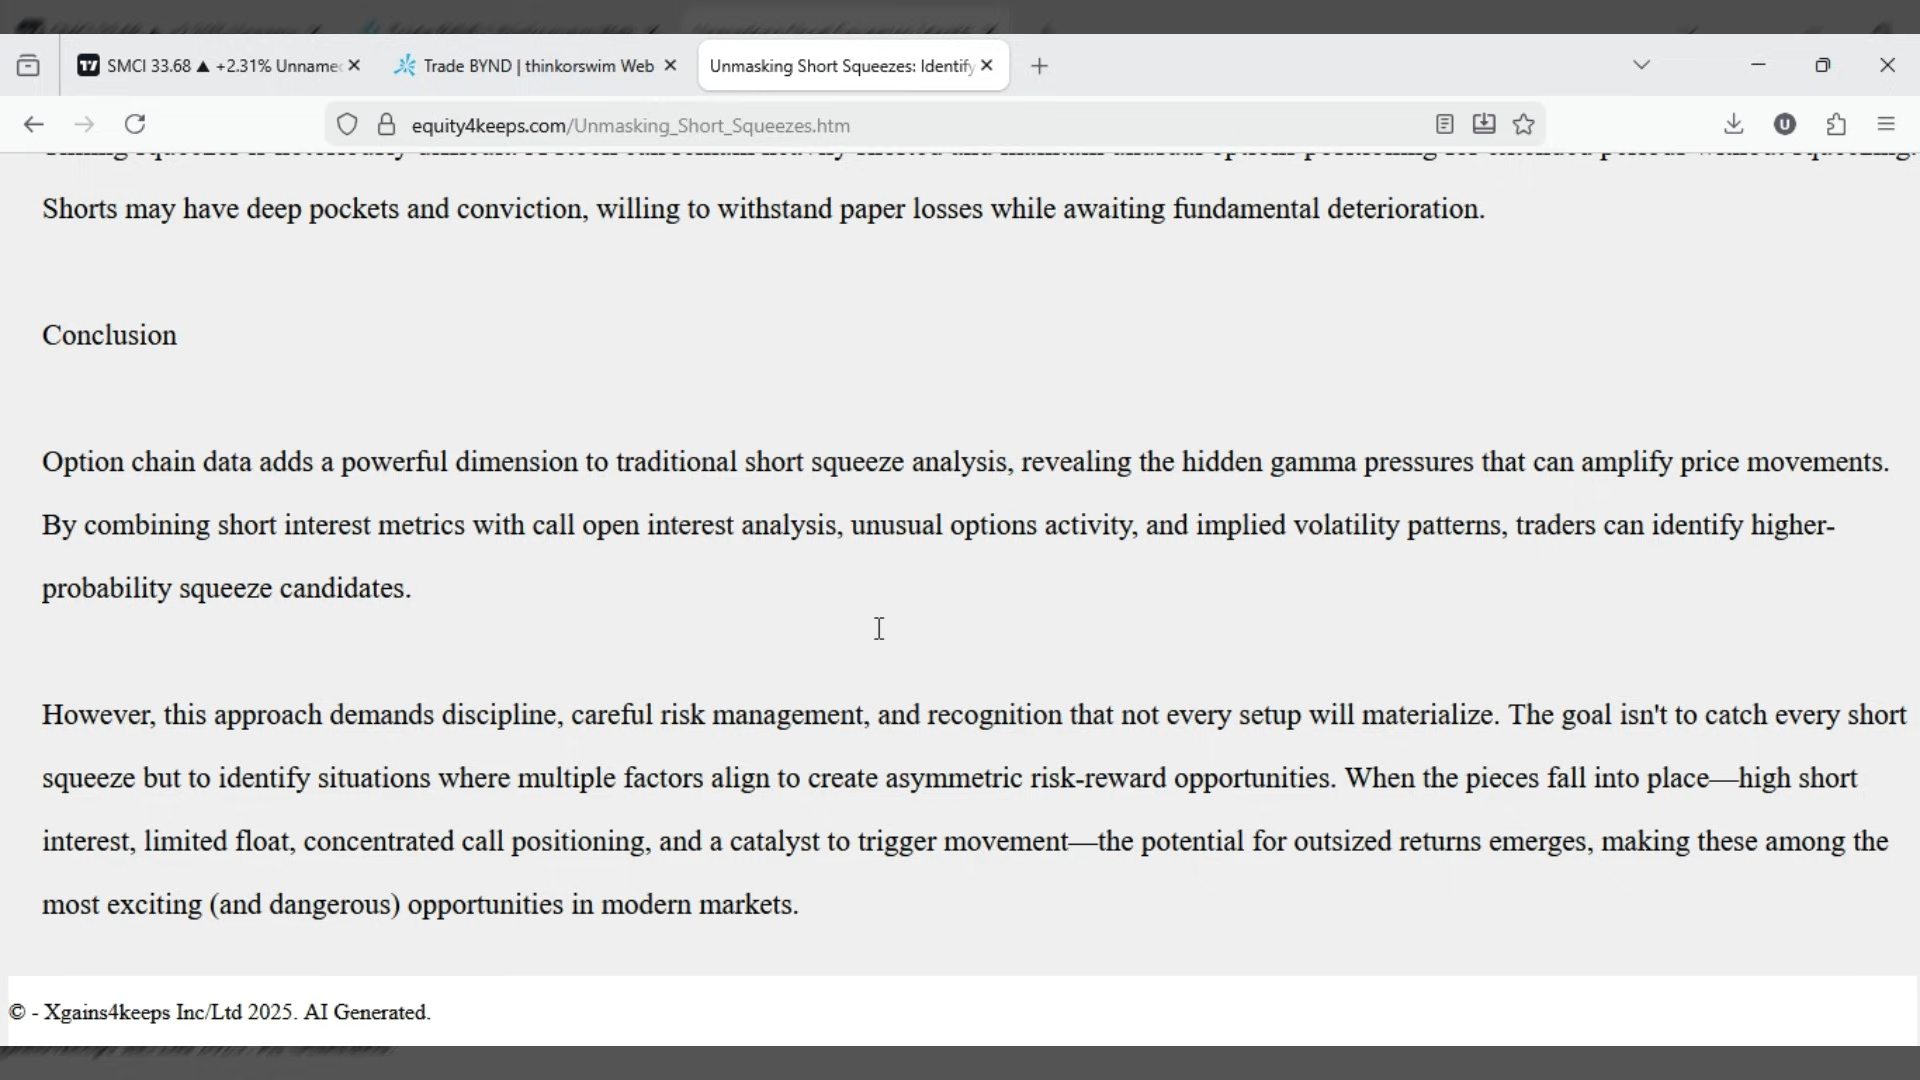 SMCI 33.68 ▲ +2.31% Unname
Trade BYND | thinkorswim Web
Unmasking Short Squeezes: Identify
equity4keeps.com/Unmasking_Short_Squeezes.htm
Shorts may have deep pockets and conviction, willing to withstand paper losses while awaiting fundamental deterioration.
Conclusion
Option chain data adds a powerful dimension to traditional short squeeze analysis, revealing the hidden gamma pressures that can amplify price movements.
By combining short interest metrics with call open interest analysis, unusual options activity, and implied volatility patterns, traders can identify higher-
probability squeeze candidates.
However, this approach demands discipline, careful risk management, and recognition that not every setup will materialize. The goal isn't to catch every short
squeeze but to identify situations where multiple factors align to create asymmetric risk-reward opportunities. When the pieces fall into place—high short
interest, limited float, concentrated call positioning, and a catalyst to trigger movement—the potential for outsized returns emerges, making these among the
most exciting (and dangerous) opportunities in modern markets.
© - Xgains4keeps Inc/Ltd 2025. AI Generated.